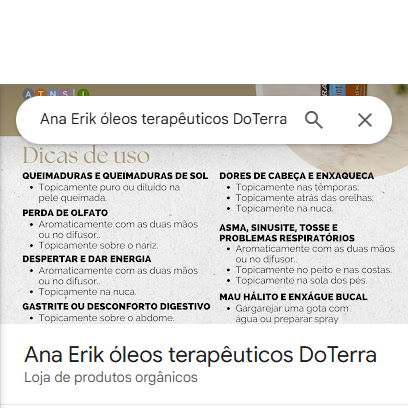 A T N S I
Ana Erik óleos terapêuticos DoTerra
Dicas de uso
QUEIMADURAS E QUEIMADURAS DE SOL
• Topicamente puro ou diluído na
pele queimada.
PERDA DE OLFATO
• Aromaticamente com as duas mãos
ou no difusor..
• Topicamente sobre o nariz.
DESPERTAR E DAR ENERGIA
• Aromaticamente com as duas mãos
ou no difusor..
• Topicamente na nuca.
GASTRITE OU DESCONFORTO DIGESTIVO
• Topicamente sobre o abdome.
DORES DE CABEÇA E ENXAQUECA
• Topicamente nas têmporas;
• Topicamente atrás das orelhas;
• Topicamente na nuca.
ASMA, SINUSITE, TOSSE E
PROBLEMAS RESPIRATÓRIOS
• Aromaticamente com as duas mãos
ou no difusor..
• Topicamente no peito e nas costas.
• Topicamente na sola dos pés.
MAU HÁLITO E ENXÁGUE BUCAL
• Gargarejar uma gota com
água ou preparar spray
Ana Erik óleos terapêuticos DoTerra
Loja de produtos orgânicos